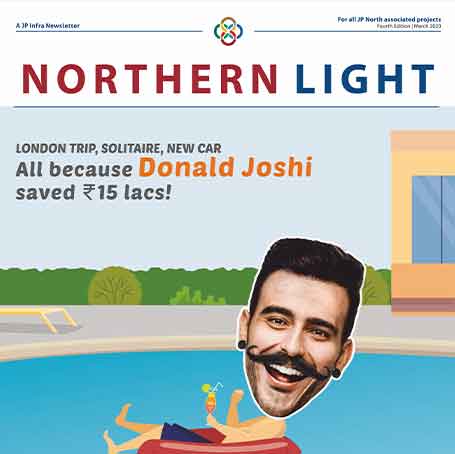 A JP Infra Newsletter
For all JP North associated projects
Fourth Edition | March 2023
NORTHERN LIGHT
LONDON TRIP, SOLITAIRE, NEW CAR
All because Donald Joshi
saved ₹15 lacs!